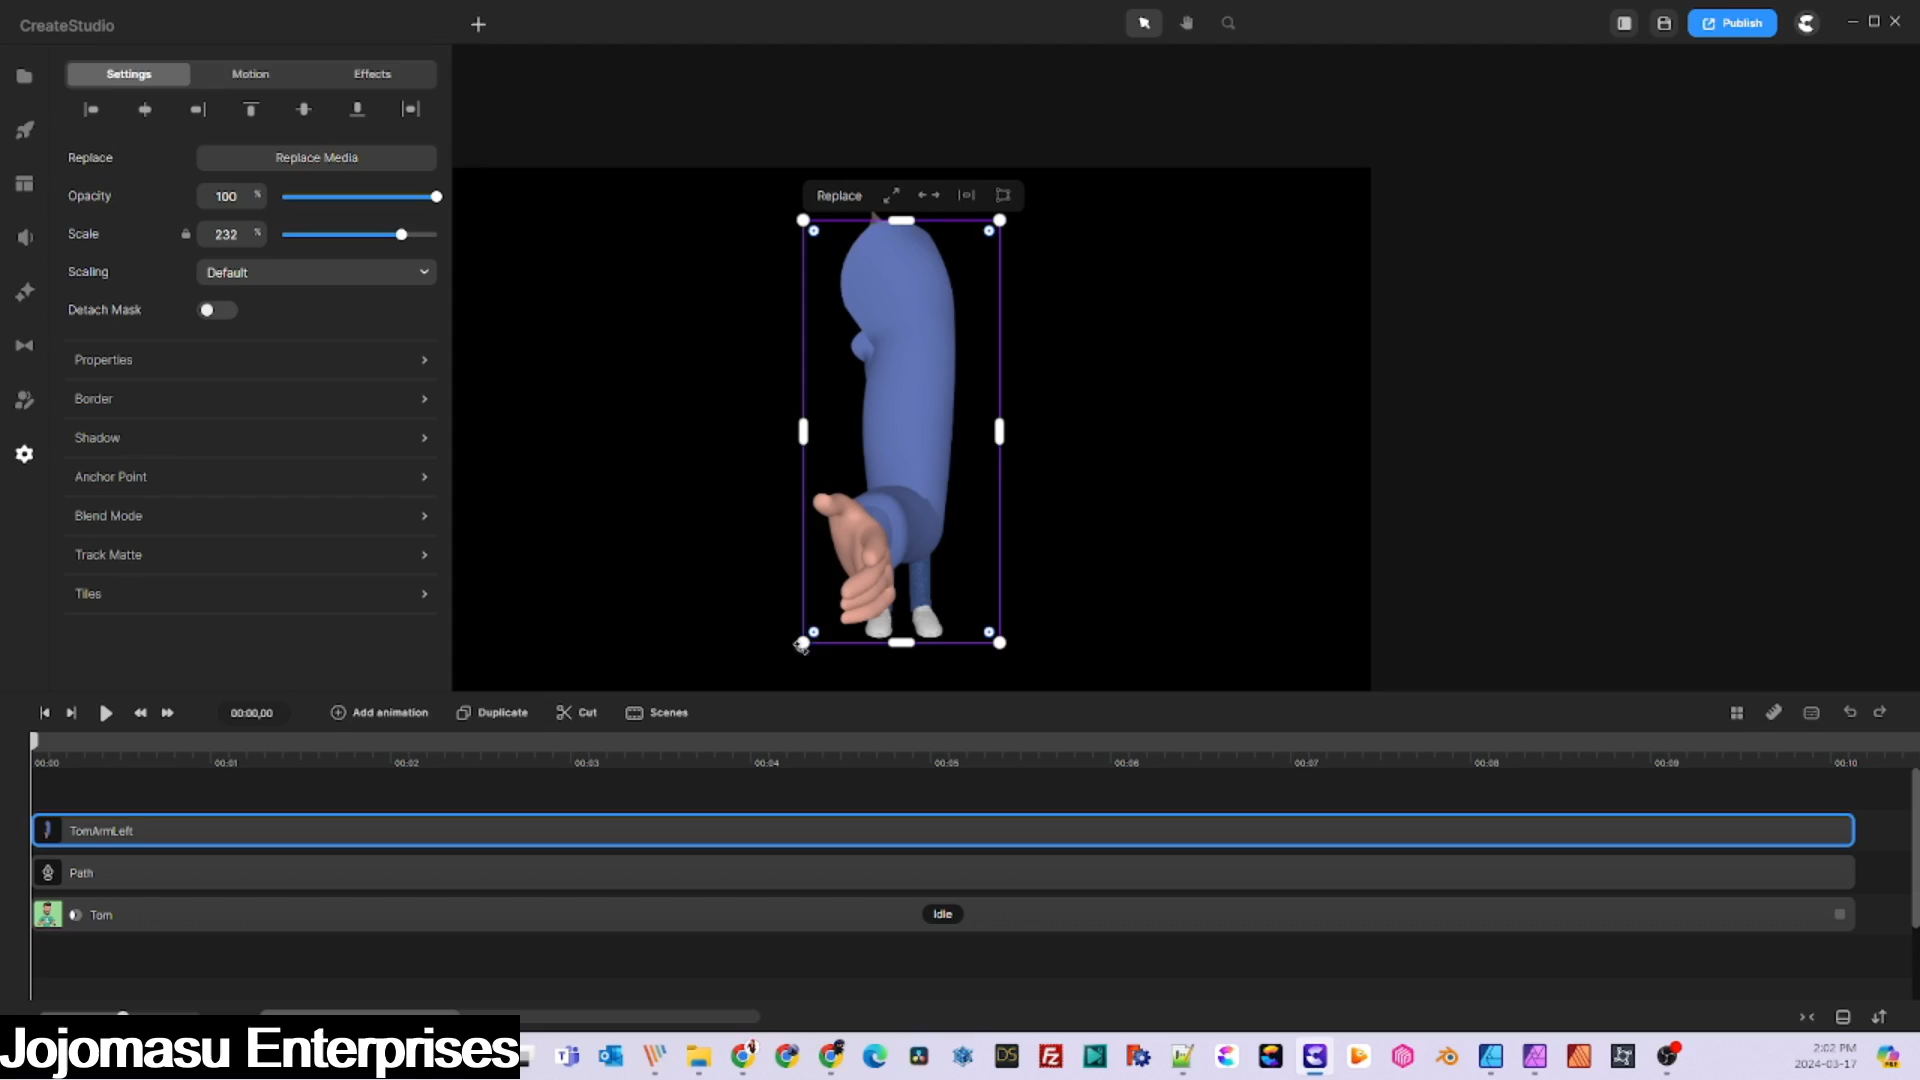 CreateStudio
Publish
Settings Motion Effects
Replace Replace Media
Opacity 100 %
Scale 232 %
Scaling Default
Detach Mask
Properties
Border
Shadow
Anchor Point
Blend Mode
Track Matte
Tiles
Replace
00:00,00 Add animation Duplicate Cut Scenes
00:00 00:01 00:02 00:03 00:04 00:05 00:06 00:07 00:08 00:09 00:10
TomArmLeft
Path
Tom Idle
Jojomasu Enterprises
DS
2:02 PM
2024-03-17